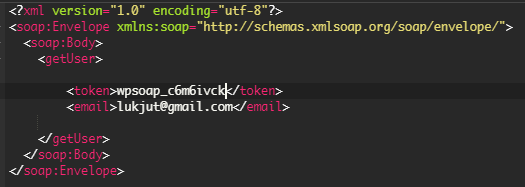 <?xml version="1.0" encoding="utf-8"?>
<soap:Envelope xmlns:soap="http://schemas.xmlsoap.org/soap/envelope/">
<soap:Body>
<getUser>
<token>wpsoap_c6m6ivck</token>
<email>lukjut@gmail.com</email>
</getUser>
</soap:Body>
</soap:Envelope>